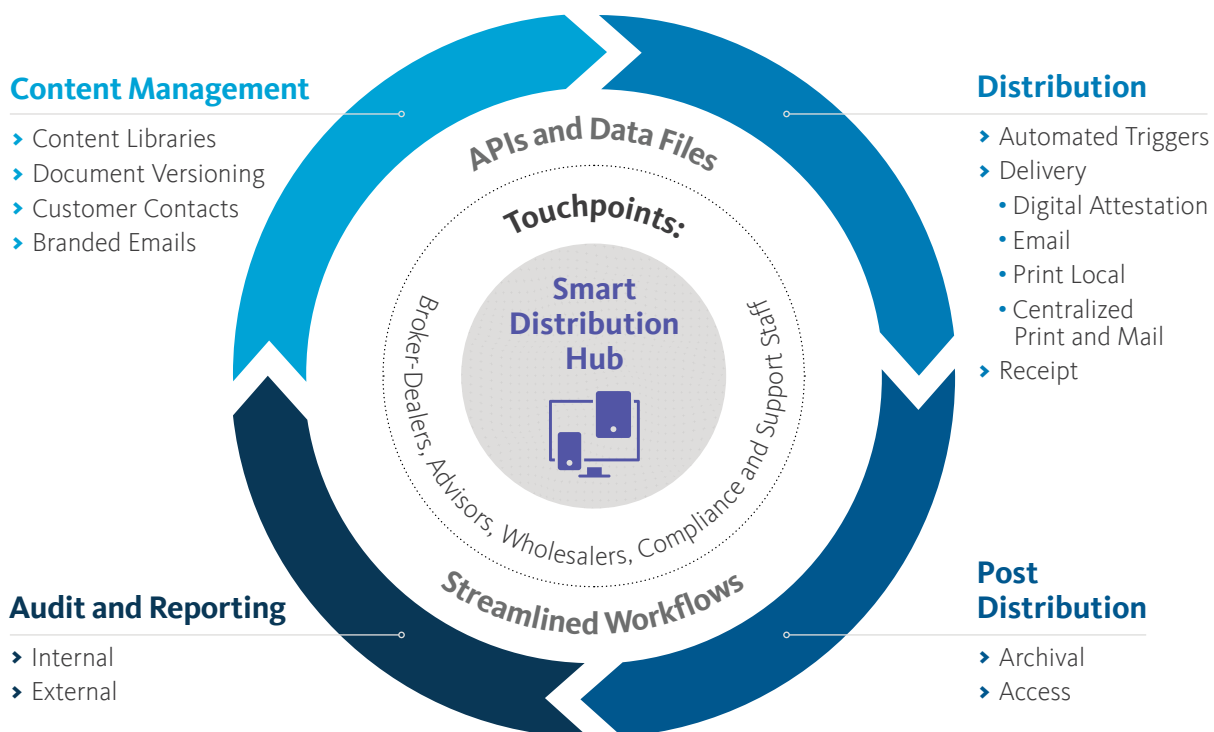 Content Management
Content Libraries
Document Versioning
Customer Contacts
Branded Emails
Distribution
Automated Triggers
Delivery
Digital Attestation
Email
Print Local
Centralized
Print and Mail
Receipt
APIs and Data Files
Touchpoints:
Smart
Distribution
Hub
Broker-Dealers, Advisors, Wholesalers, Compliance and Support Staff
Streamlined Workflows
Audit and Reporting
Internal
External
Post
Distribution
Archival
Access